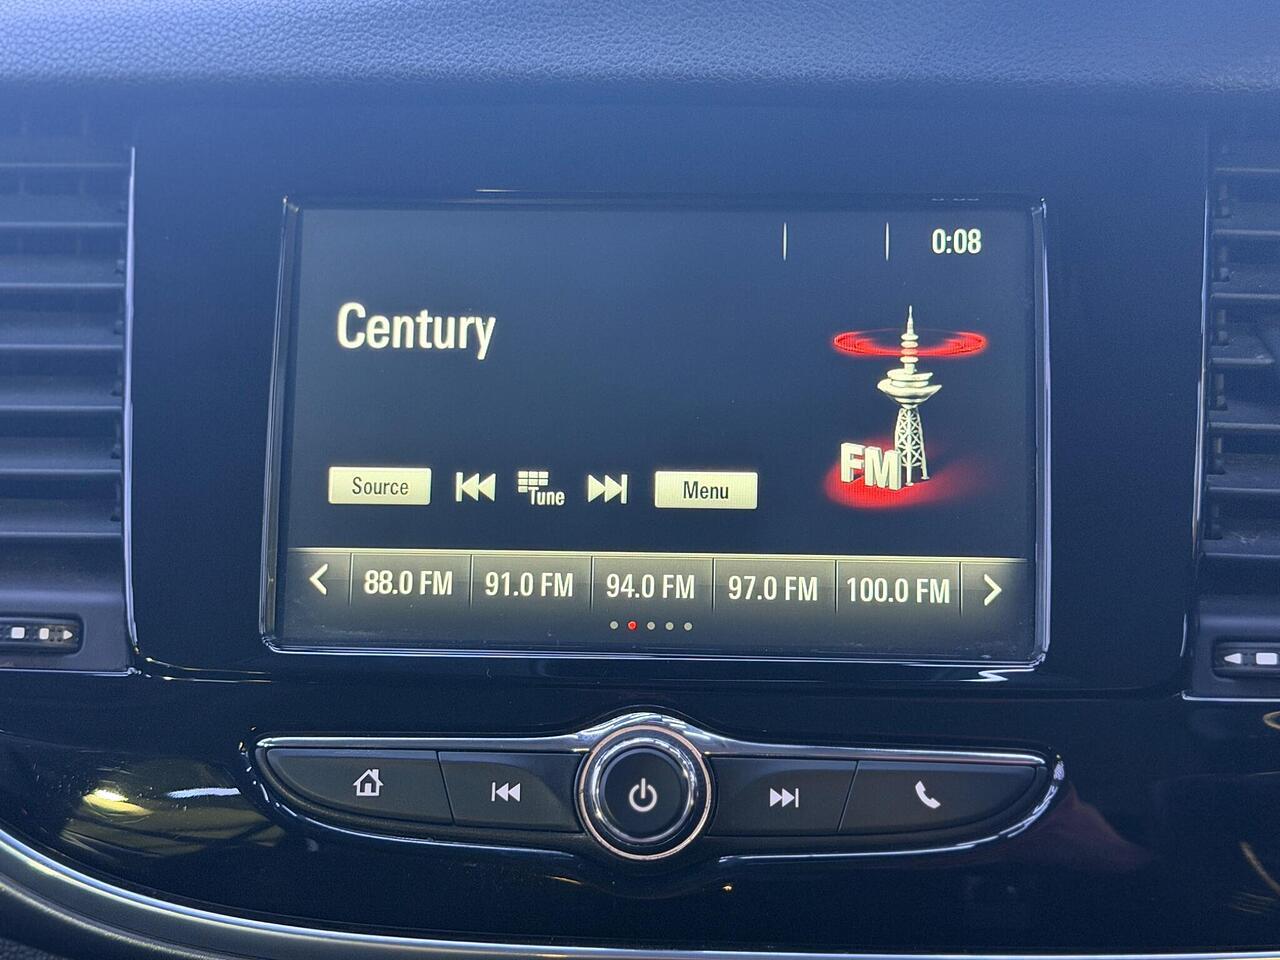 0:08
Century
FM
Source
Tune
Menu
88.0 FM
91.0 FM
94.0 FM
97.0 FM
100.0 FM